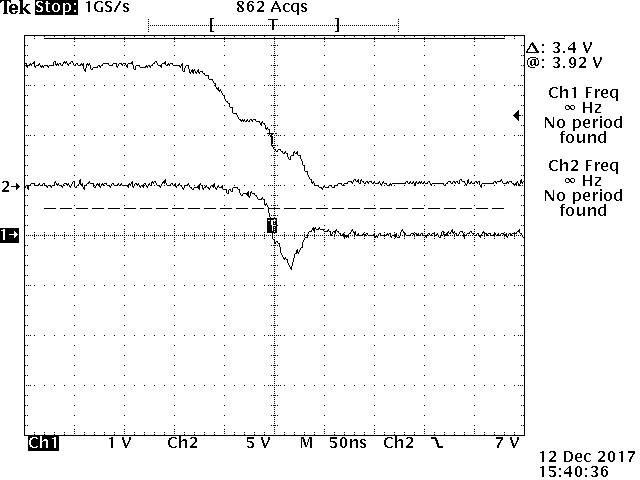 Tek Stop: 1GS/s 862 Acqs
[ T ]
Δ: 3.4 V
@: 3.92 V
Ch1 Freq
∞ Hz
No period
found
Ch2 Freq
∞ Hz
No period
found
2→
T
1→
Ch1 1 V Ch2 5 V M 50ns Ch2 ↘ 7 V
12 Dec 2017
15:40:36